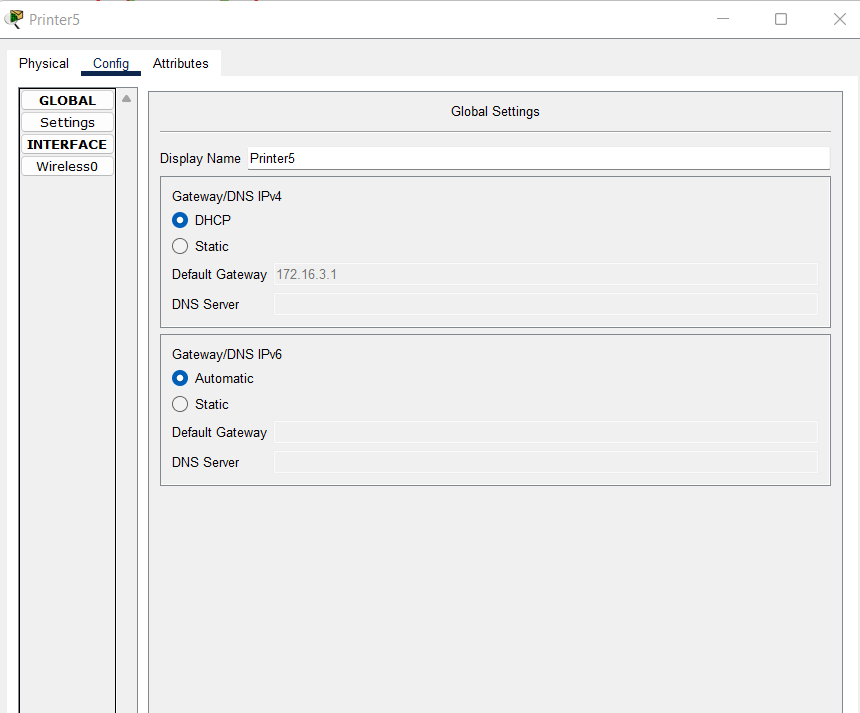 Printer5
Physical Config Attributes
GLOBAL
Settings
INTERFACE
Wireless0
Global Settings
Display Name Printer5
Gateway/DNS IPv4
DHCP
Static
Default Gateway 172.16.3.1
DNS Server
Gateway/DNS IPv6
Automatic
Static
Default Gateway
DNS Server